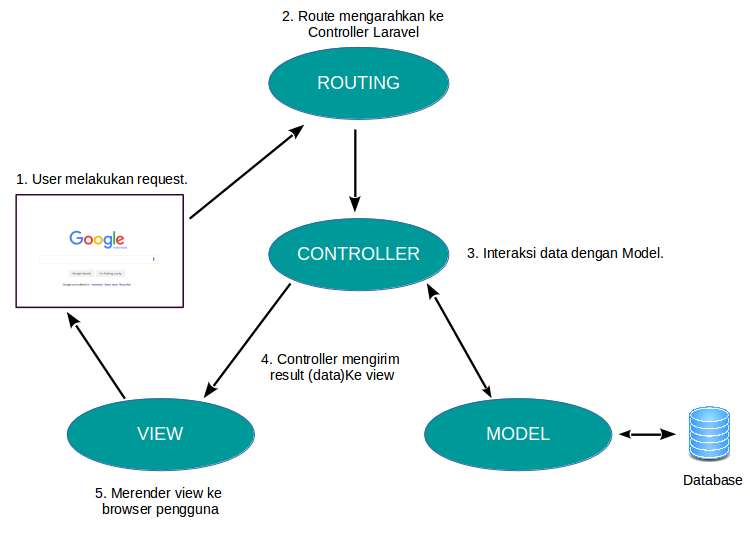 2. Route mengarahkan ke
Controller Laravel
ROUTING
1. User melakukan request.
Google
CONTROLLER
3. Interaksi data dengan Model.
4. Controller mengirim
result (data)Ke view
VIEW
MODEL
Database
5. Merender view ke
browser pengguna